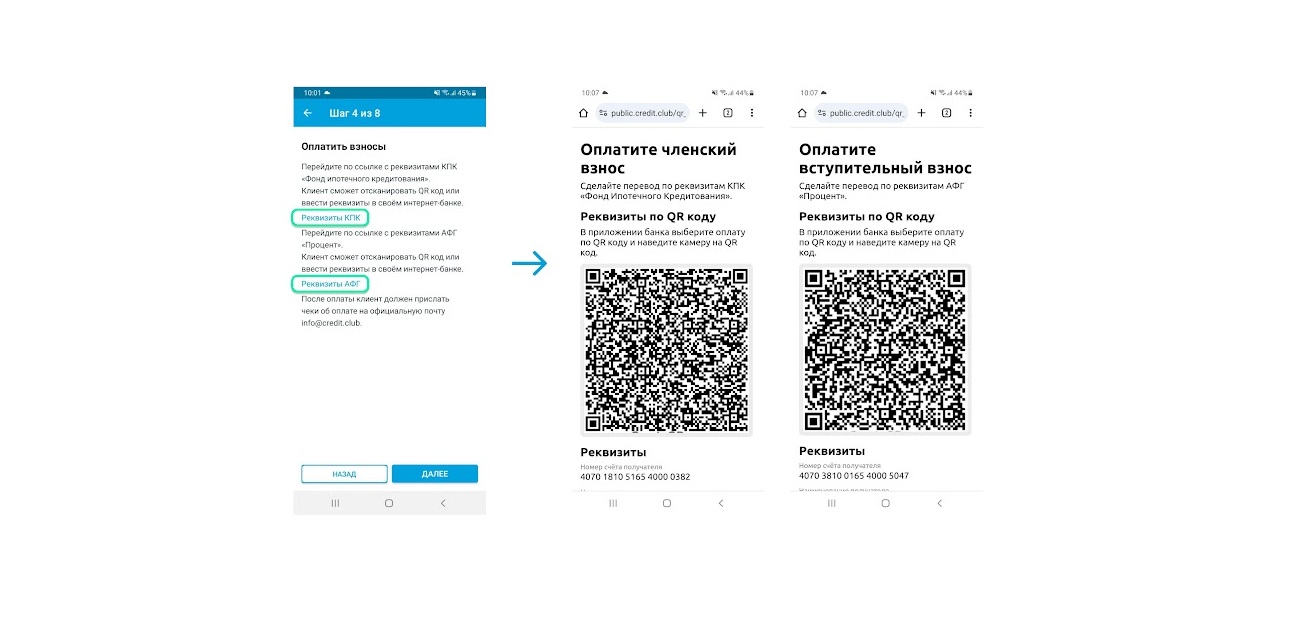 10:01
45%
Шаг 4 из 8
Оплатить взносы
Перейдите по ссылке с реквизитами КПК
«Фонд ипотечного кредитования».
Клиент сможет отсканировать QR код или
ввести реквизиты в своём интернет-банке.
Реквизиты КПК
Перейдите по ссылке с реквизитами АФГ
«Процент».
Клиент сможет отсканировать QR код или
ввести реквизиты в своём интернет-банке.
Реквизиты АФГ
После оплаты клиент должен прислать
чеки об оплате на официальную почту
info@credit.club.
НАЗАД
ДАЛЕЕ
10:07
44%
public.credit.club/qr_
2
Оплатите членский
взнос
Сделайте перевод по реквизитам КПК
«Фонд Ипотечного Кредитования».
Реквизиты по QR коду
В приложении банка выберите оплату
по QR коду и наведите камеру на QR
код.
Реквизиты
Номер счёта получателя
4070 1810 5165 4000 0382
10:07
44%
public.credit.club/qr_
2
Оплатите
вступительный взнос
Сделайте перевод по реквизитам АФГ
«Процент».
Реквизиты по QR коду
В приложении банка выберите оплату
по QR коду и наведите камеру на QR
код.
Реквизиты
Номер счёта получателя
4070 3810 0165 4000 5047